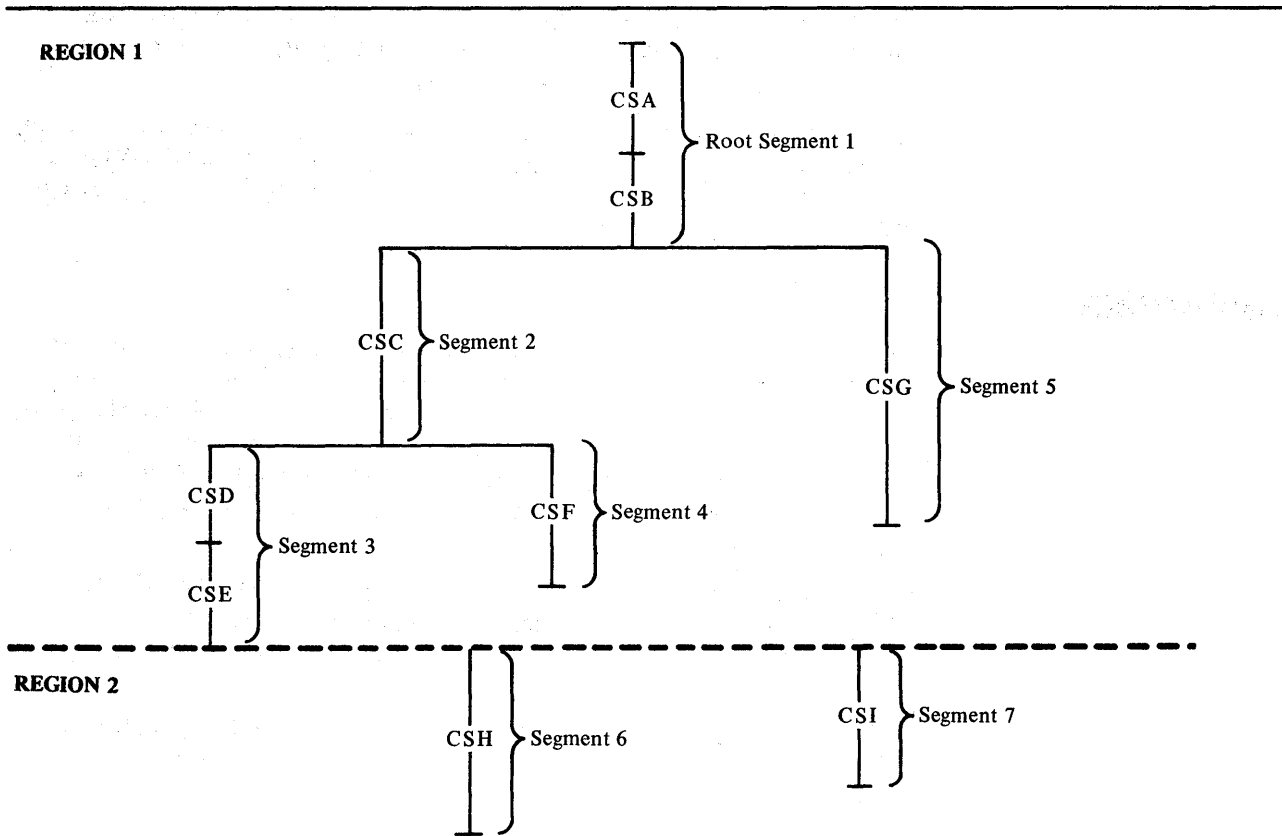 REGION 1
CSA
Root Segment 1
CSB
CSC
Segment 2
CSG
Segment 5
CSD
CSF
Segment 4
Segment 3
CSE
REGION 2
CSH
Segment 6
CSI
Segment 7